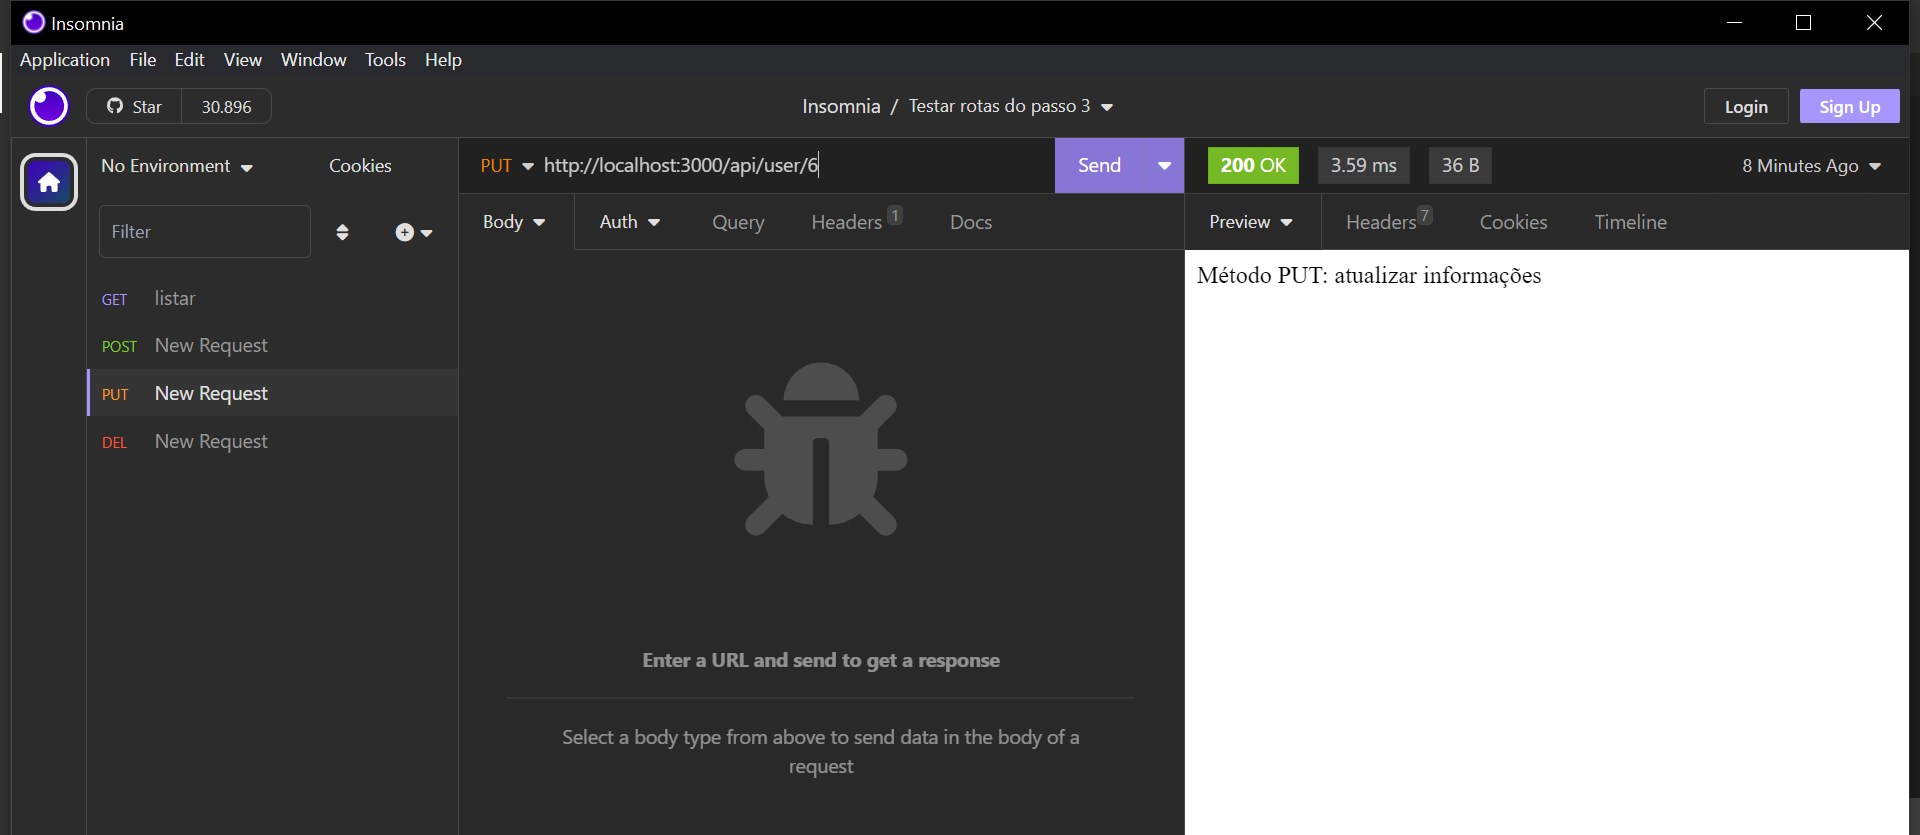 Insomnia
Application File Edit View Window Tools Help
Star 30.896
Insomnia / Testar rotas do passo 3
Login Sign Up
No Environment Cookies
PUT http://localhost:3000/api/user/6 Send
200 OK 3.59 ms 36 B 8 Minutes Ago
Filter
Body Auth Query Headers 1 Docs
Preview Headers 7 Cookies Timeline
GET listar
POST New Request
PUT New Request
DEL New Request
Método PUT: atualizar informações
Enter a URL and send to get a response
Select a body type from above to send data in the body of a
request